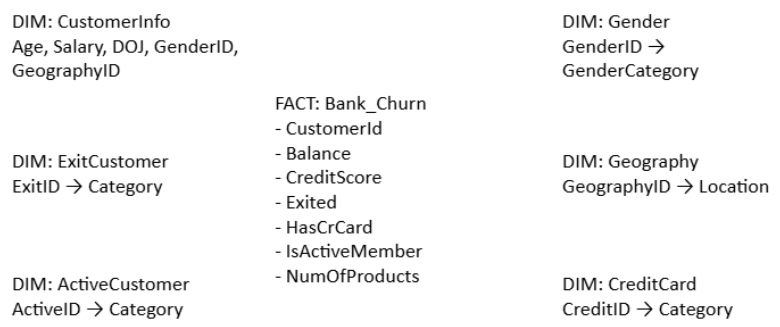 DIM: CustomerInfo
Age, Salary, DOJ, GenderID,
GeographyID
DIM: Gender
GenderID →
GenderCategory
FACT: Bank_Churn
- CustomerId
- Balance
- CreditScore
- Exited
- HasCrCard
- IsActiveMember
- NumOfProducts
DIM: ExitCustomer
ExitID → Category
DIM: Geography
GeographyID → Location
DIM: ActiveCustomer
ActiveID → Category
DIM: CreditCard
CreditID → Category